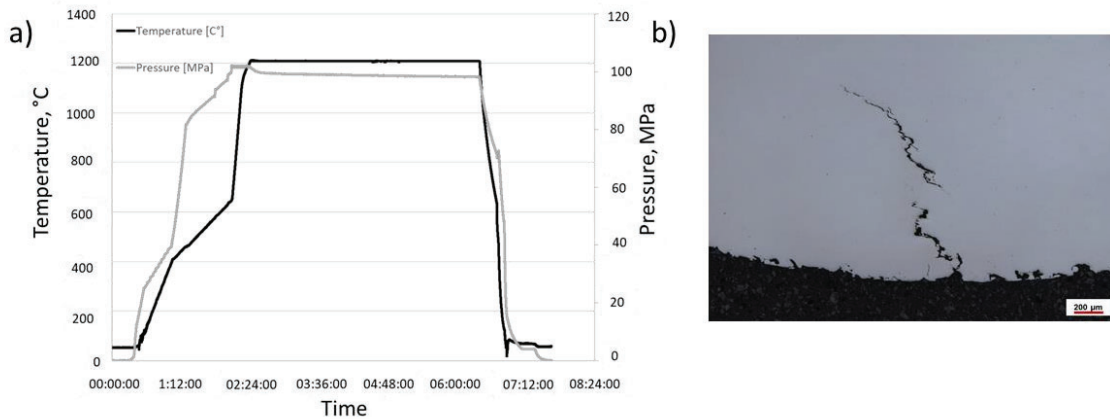 a)
Temperature [C°]
Pressure [MPa]
Temperature, °C
1400
1200
1000
800
600
400
200
0
120
100
80
60
40
20
0
Pressure, MPa
00:00:00 1:12:00 02:24:00 03:36:00 04:48:00 06:00:00 07:12:00 08:24:00
Time
b)
200 µm